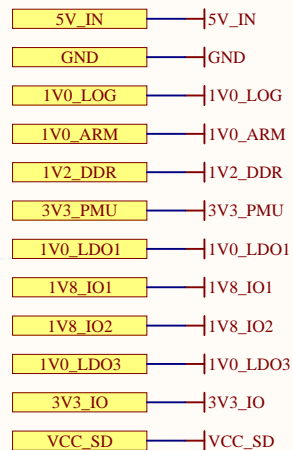 5V_IN 5V_IN
GND GND
1V0_LOG 1V0_LOG
1V0_ARM 1V0_ARM
1V2_DDR 1V2_DDR
3V3_PMU 3V3_PMU
1V0_LDO1 1V0_LDO1
1V8_IO1 1V8_IO1
1V8_IO2 1V8_IO2
1V0_LDO3 1V0_LDO3
3V3_IO 3V3_IO
VCC_SD VCC_SD